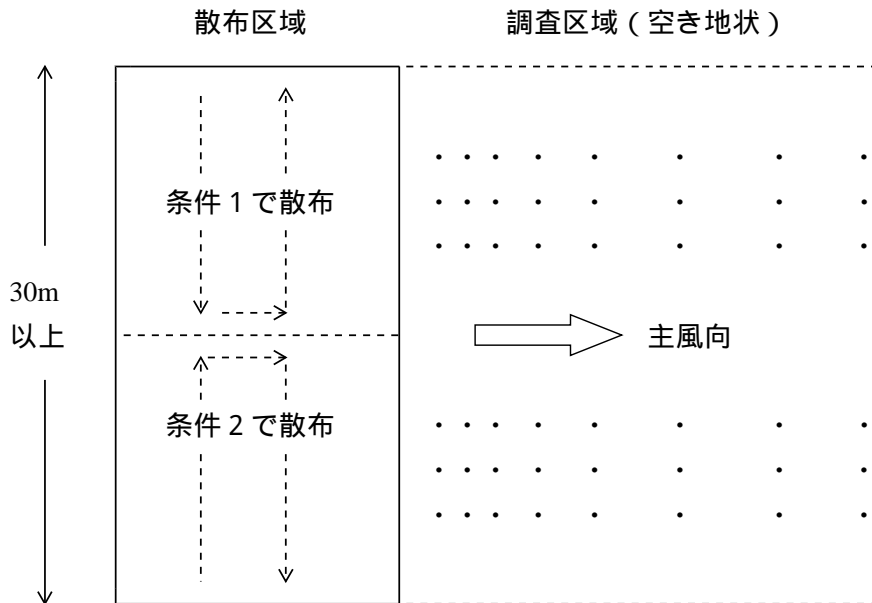 散布区域
調査区域(空き地状)
条件1で散布
30m
以上
主風向
条件2で散布